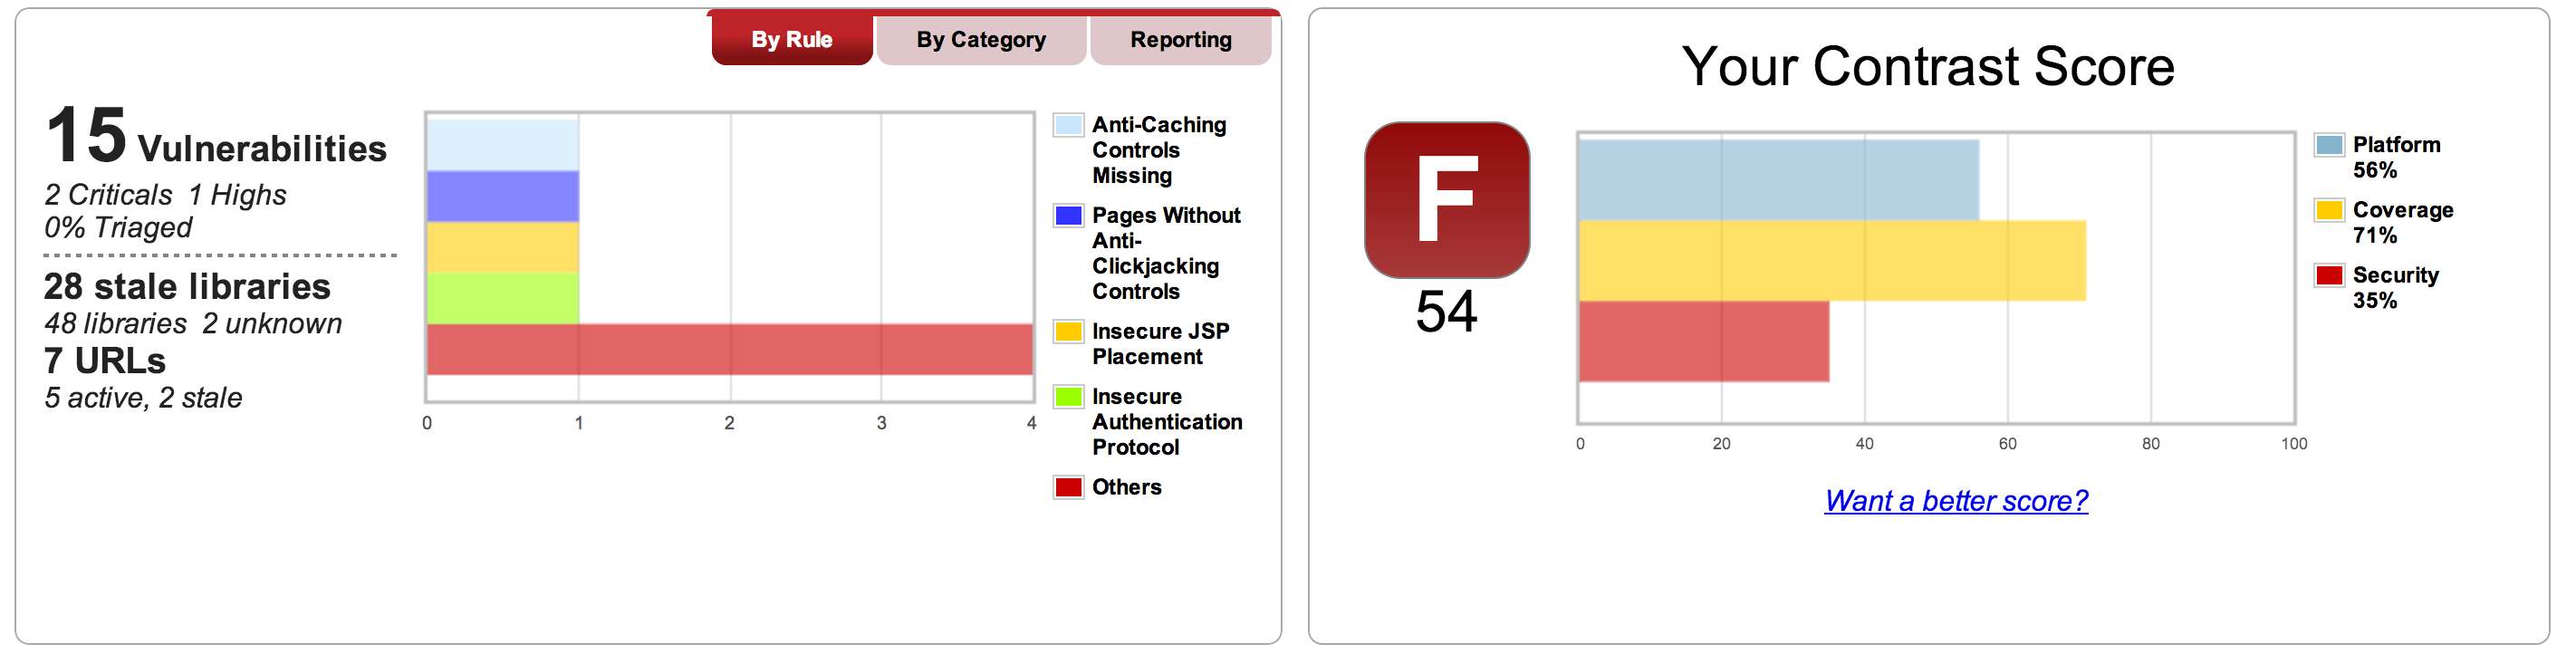 By Rule
By Category
Reporting
15 Vulnerabilities
2 Criticals 1 Highs
0% Triaged
28 stale libraries
48 libraries 2 unknown
7 URLs
5 active, 2 stale
0 1 2 3 4
Anti-Caching
Controls
Missing
Pages Without
Anti-
Clickjacking
Controls
Insecure JSP
Placement
Insecure
Authentication
Protocol
Others
Your Contrast Score
F
54
0 20 40 60 80 100
Platform
56%
Coverage
71%
Security
35%
Want a better score?